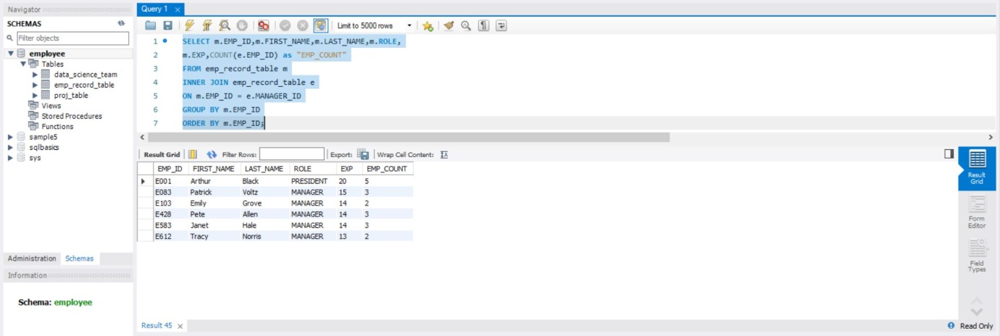 Navigator
SCHEMAS
Filter objects
employee
Tables
data_science_team
emp_record_table
proj_table
Views
Stored Procedures
Functions
sample5
sqlbasics
sys
Administration Schemas
Information
Schema: employee
Query 1
Limit to 5000 rows
1 SELECT m.EMP_ID,m.FIRST_NAME,m.LAST_NAME,m.ROLE,
2 m.EXP,COUNT(e.EMP_ID) as "EMP_COUNT"
3 FROM emp_record_table m
4 INNER JOIN emp_record_table e
5 ON m.EMP_ID = e.MANAGER_ID
6 GROUP BY m.EMP_ID
7 ORDER BY m.EMP_ID;
Result Grid Filter Rows: Export: Wrap Cell Content:
EMP_ID FIRST_NAME LAST_NAME ROLE EXP EMP_COUNT
E001 Arthur Black PRESIDENT 20 5
E083 Patrick Voltz MANAGER 15 3
E103 Emily Grove MANAGER 14 2
E428 Pete Allen MANAGER 14 3
E583 Janet Hale MANAGER 14 3
E612 Tracy Norris MANAGER 13 2
Result
Grid
Form
Editor
Field
Types
Result 45
Read Only